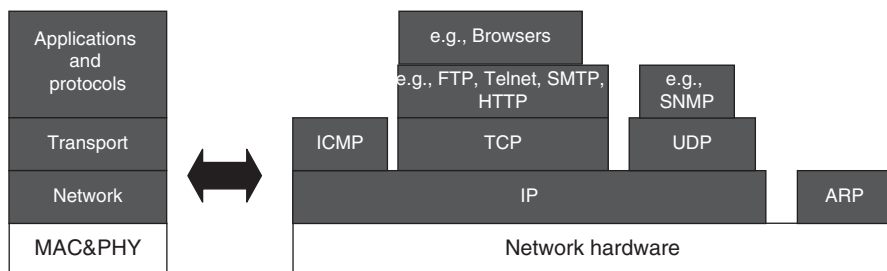 Applications
and
protocols
Transport
Network
MAC&PHY
e.g., Browsers
e.g., FTP, Telnet, SMTP,
HTTP
e.g.,
SNMP
ICMP
TCP
UDP
IP
ARP
Network hardware